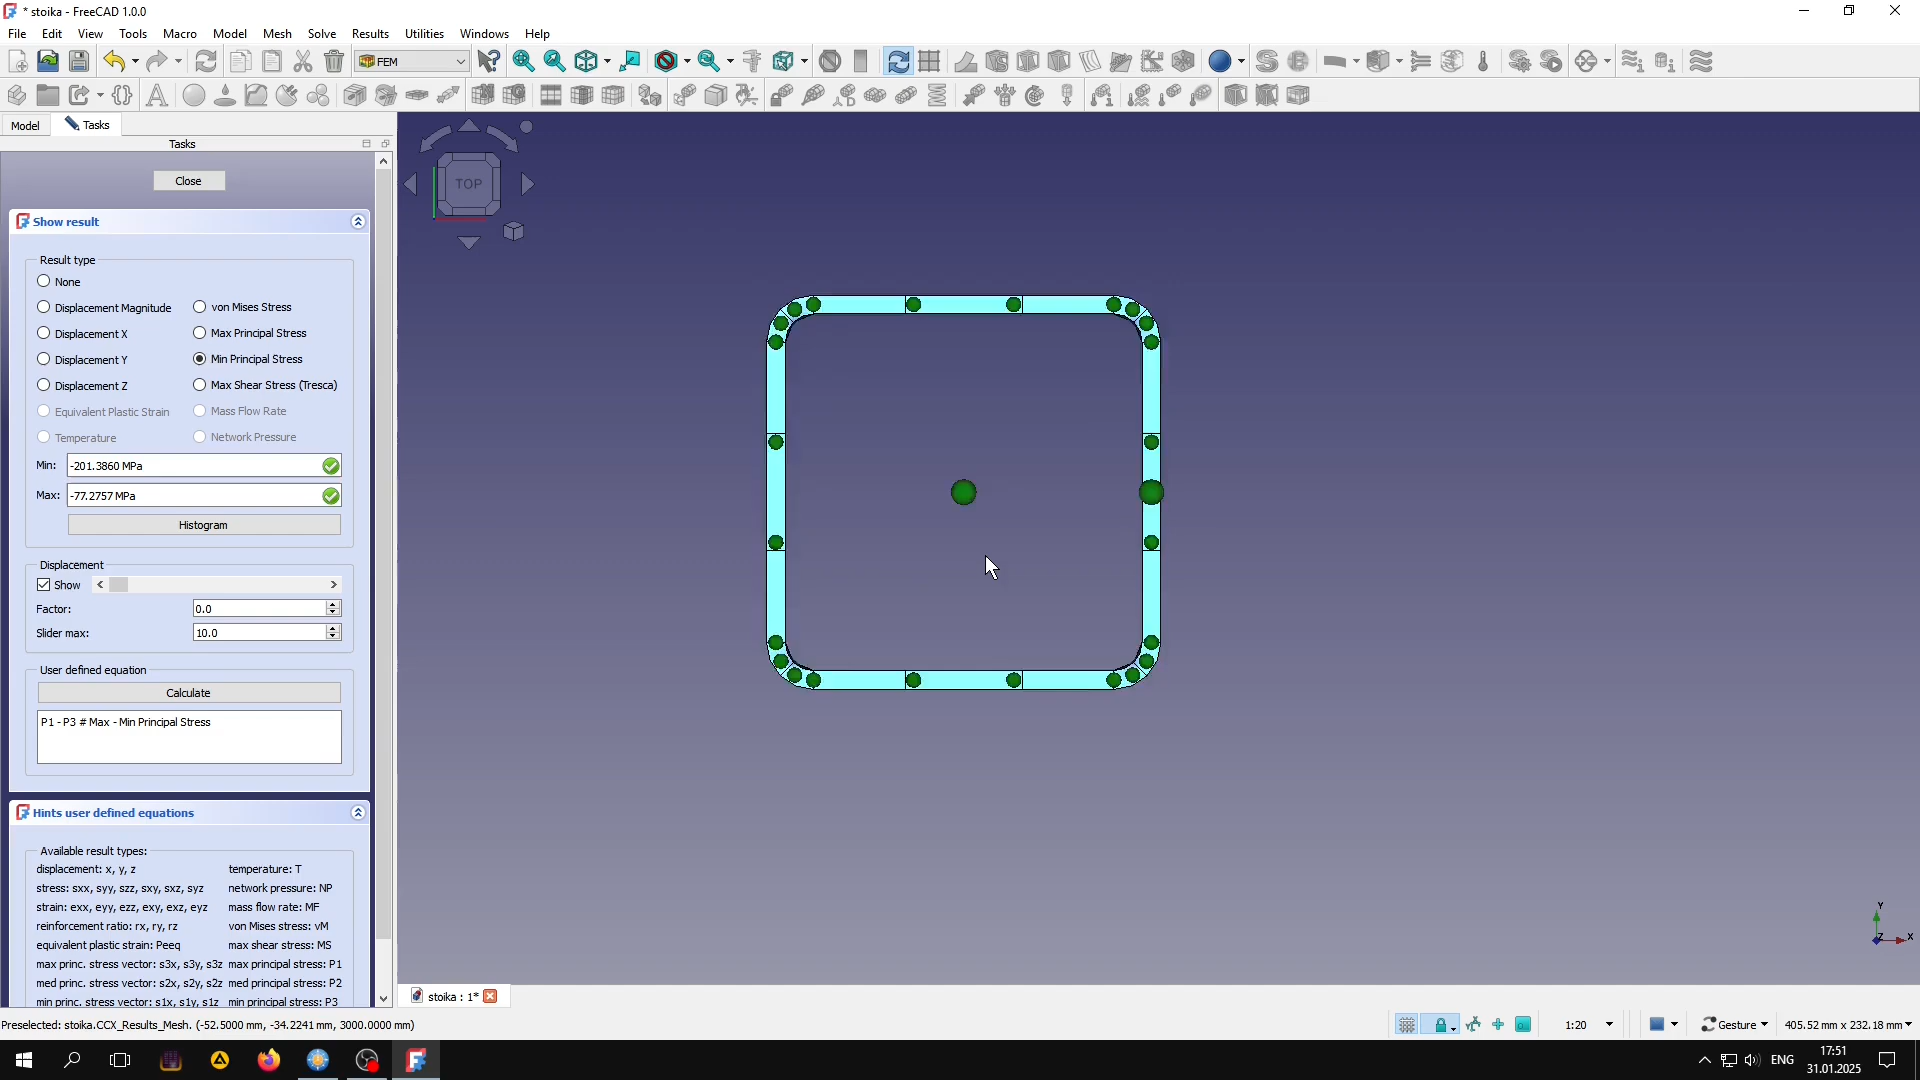 * stoika - FreeCAD 1.0.0
File Edit View Tools Macro Model Mesh Solve Results Utilities Windows Help
FEM
Model Tasks
Tasks
Close
Show result
Result type
None
Displacement Magnitude von Mises Stress
Displacement X Max Principal Stress
Displacement Y Min Principal Stress
Displacement Z Max Shear Stress (Tresca)
Equivalent Plastic Strain Mass Flow Rate
Temperature Network Pressure
Min: -201.3860 MPa
Max: -77.2757 MPa
Histogram
Displacement
Show
Factor: 0.0
Slider max: 10.0
User defined equation
Calculate
P1 - P3 # Max - Min Principal Stress
Hints user defined equations
Available result types:
displacement: x, y, z temperature: T
stress: sxx, syy, szz, sxy, sxz, syz network pressure: NP
strain: exx, eyy, ezz, exy, exz, eyz mass flow rate: MF
reinforcement ratio: rx, ry, rz von Mises stress: vM
equivalent plastic strain: Peeq max shear stress: MS
max princ. stress vector: s3x, s3y, s3z max principal stress: P1
med princ. stress vector: s2x, s2y, s2z med principal stress: P2
min princ. stress vector: s1x, s1y, s1z min principal stress: P3
TOP
Y
Z X
stoika : 1*
Preselected: stoika.CCX_Results_Mesh. (-52.5000 mm, -34.2241 mm, 3000.0000 mm)
1:20 Gesture 405.52 mm x 232.18 mm
ENG 17:51
31.01.2025